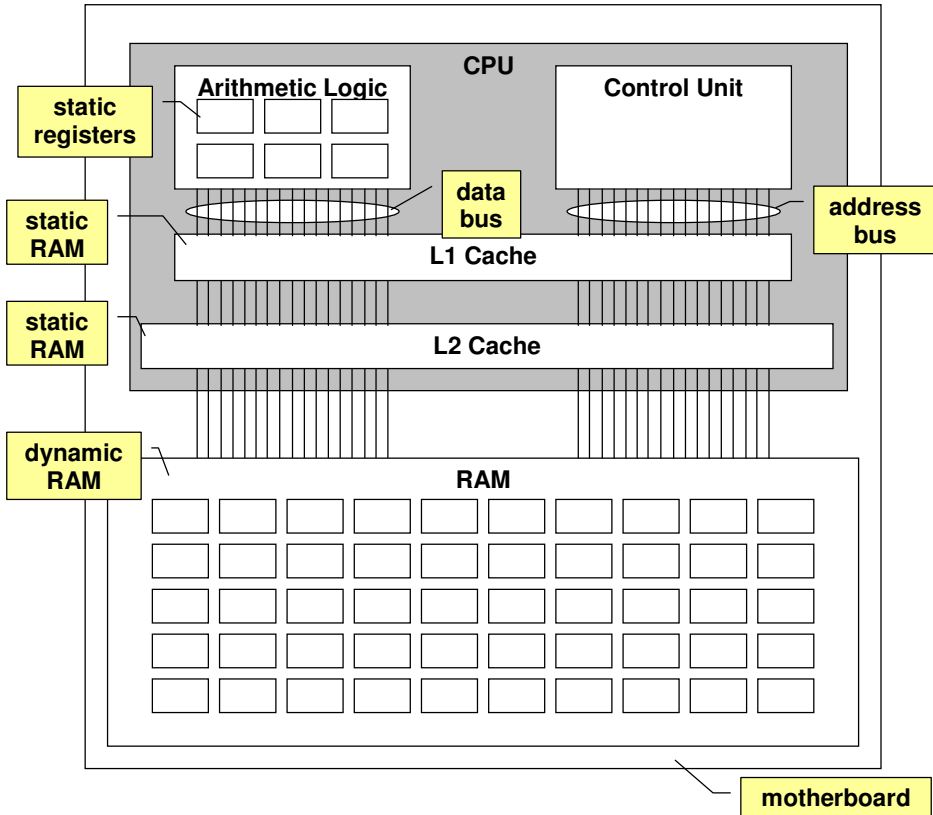 CPU
Arithmetic Logic
Control Unit
static
registers
data
bus
address
bus
static
RAM
L1 Cache
static
RAM
L2 Cache
dynamic
RAM
RAM
motherboard